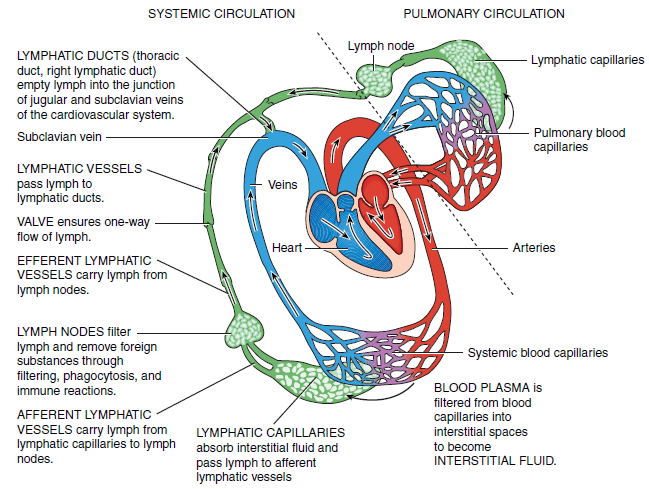 SYSTEMIC CIRCULATION
PULMONARY CIRCULATION
Lymph node
Lymphatic capillaries
LYMPHATIC DUCTS (thoracic
duct, right lymphatic duct)
empty lymph into the junction
of jugular and subclavian veins
of the cardiovascular system.
Subclavian vein
Pulmonary blood
capillaries
LYMPHATIC VESSELS
pass lymph to
lymphatic ducts.
Veins
VALVE ensures one-way
flow of lymph.
Heart
Arteries
EFFERENT LYMPHATIC
VESSELS carry lymph from
lymph nodes.
LYMPH NODES filter
lymph and remove foreign
substances through
filtering, phagocytosis, and
immune reactions.
Systemic blood capillaries
BLOOD PLASMA is
filtered from blood
capillaries into
interstitial spaces
to become
INTERSTITIAL FLUID.
AFFERENT LYMPHATIC
VESSELS carry lymph from
lymphatic capillaries to lymph
nodes.
LYMPHATIC CAPILLARIES
absorb interstitial fluid and
pass lymph to afferent
lymphatic vessels